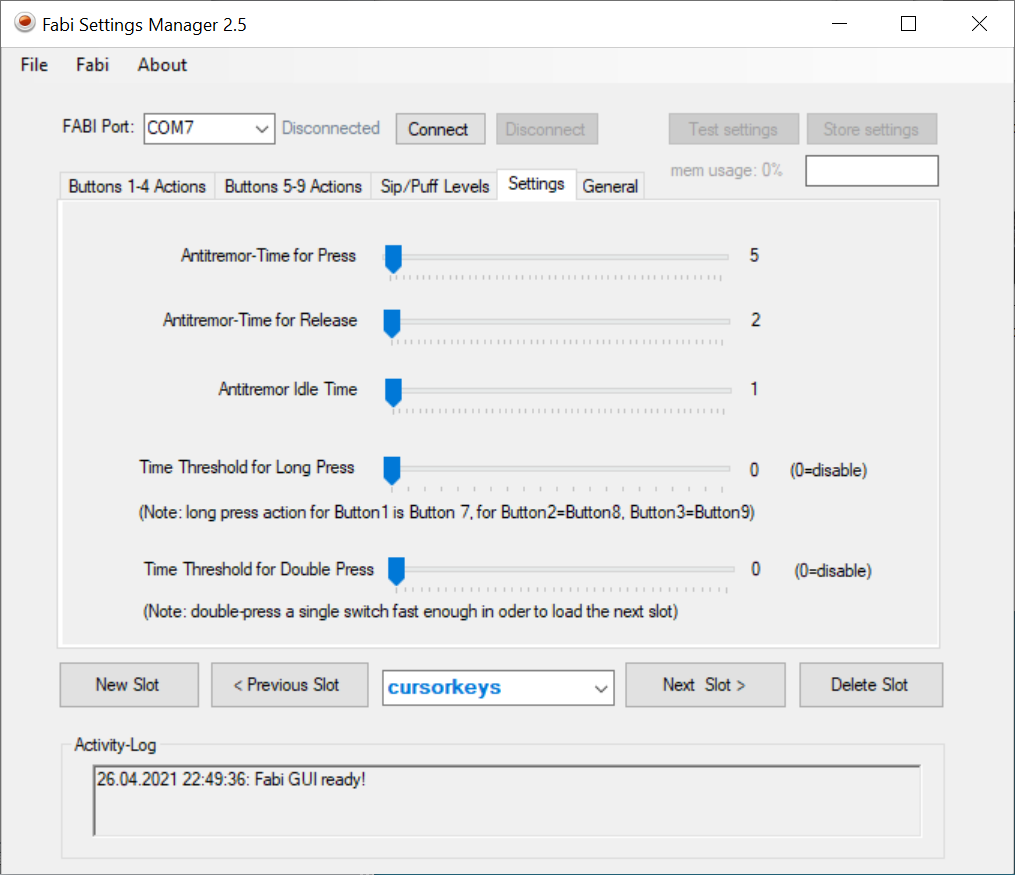 Fabi Settings Manager 2.5
File Fabi About
FABI Port: COM7 Disconnected Connect Disconnect Test settings Store settings
mem usage: 0%
Buttons 1-4 Actions Buttons 5-9 Actions Sip/Puff Levels Settings General
Antitremor-Time for Press 5
Antitremor-Time for Release 2
Antitremor Idle Time 1
Time Threshold for Long Press 0 (0=disable)
(Note: long press action for Button1 is Button 7, for Button2=Button8, Button3=Button9)
Time Threshold for Double Press 0 (0=disable)
(Note: double-press a single switch fast enough in oder to load the next slot)
New Slot < Previous Slot cursorkeys Next Slot > Delete Slot
Activity-Log
26.04.2021 22:49:36: Fabi GUI ready!